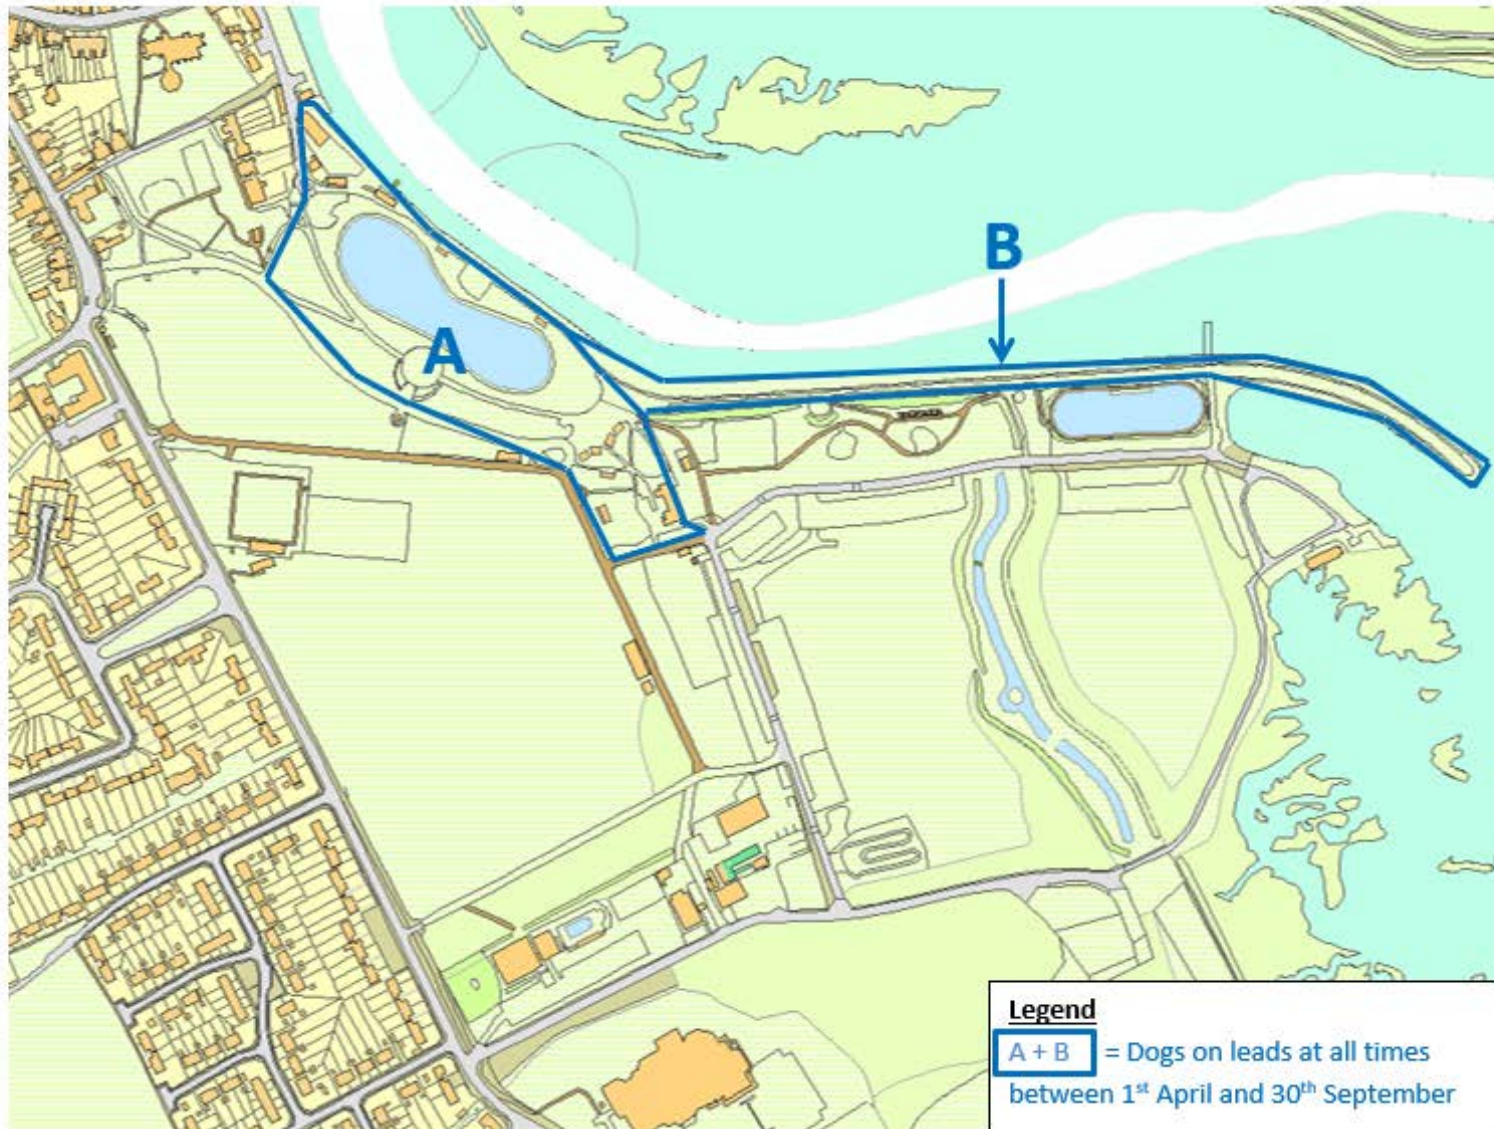 B
A
Legend
A + B = Dogs on leads at all times
between 1st April and 30th September